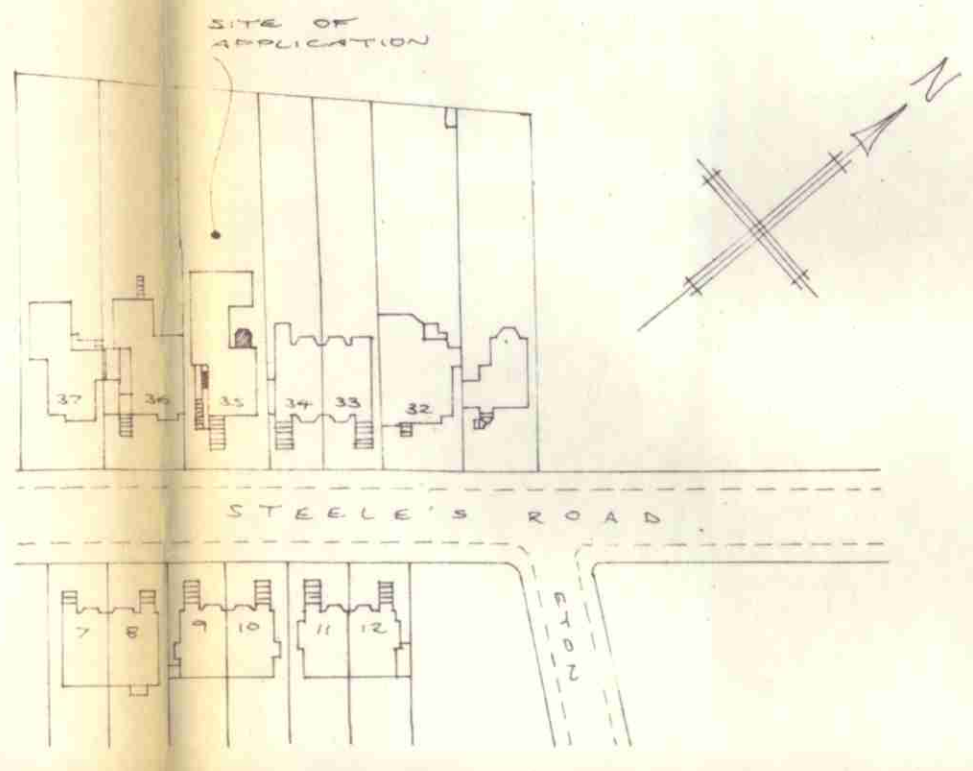 SITE OF
APPLICATION
N
37
36
35
34
33
32
STEELE'S ROAD
7
8
9
10
11
12
ETON